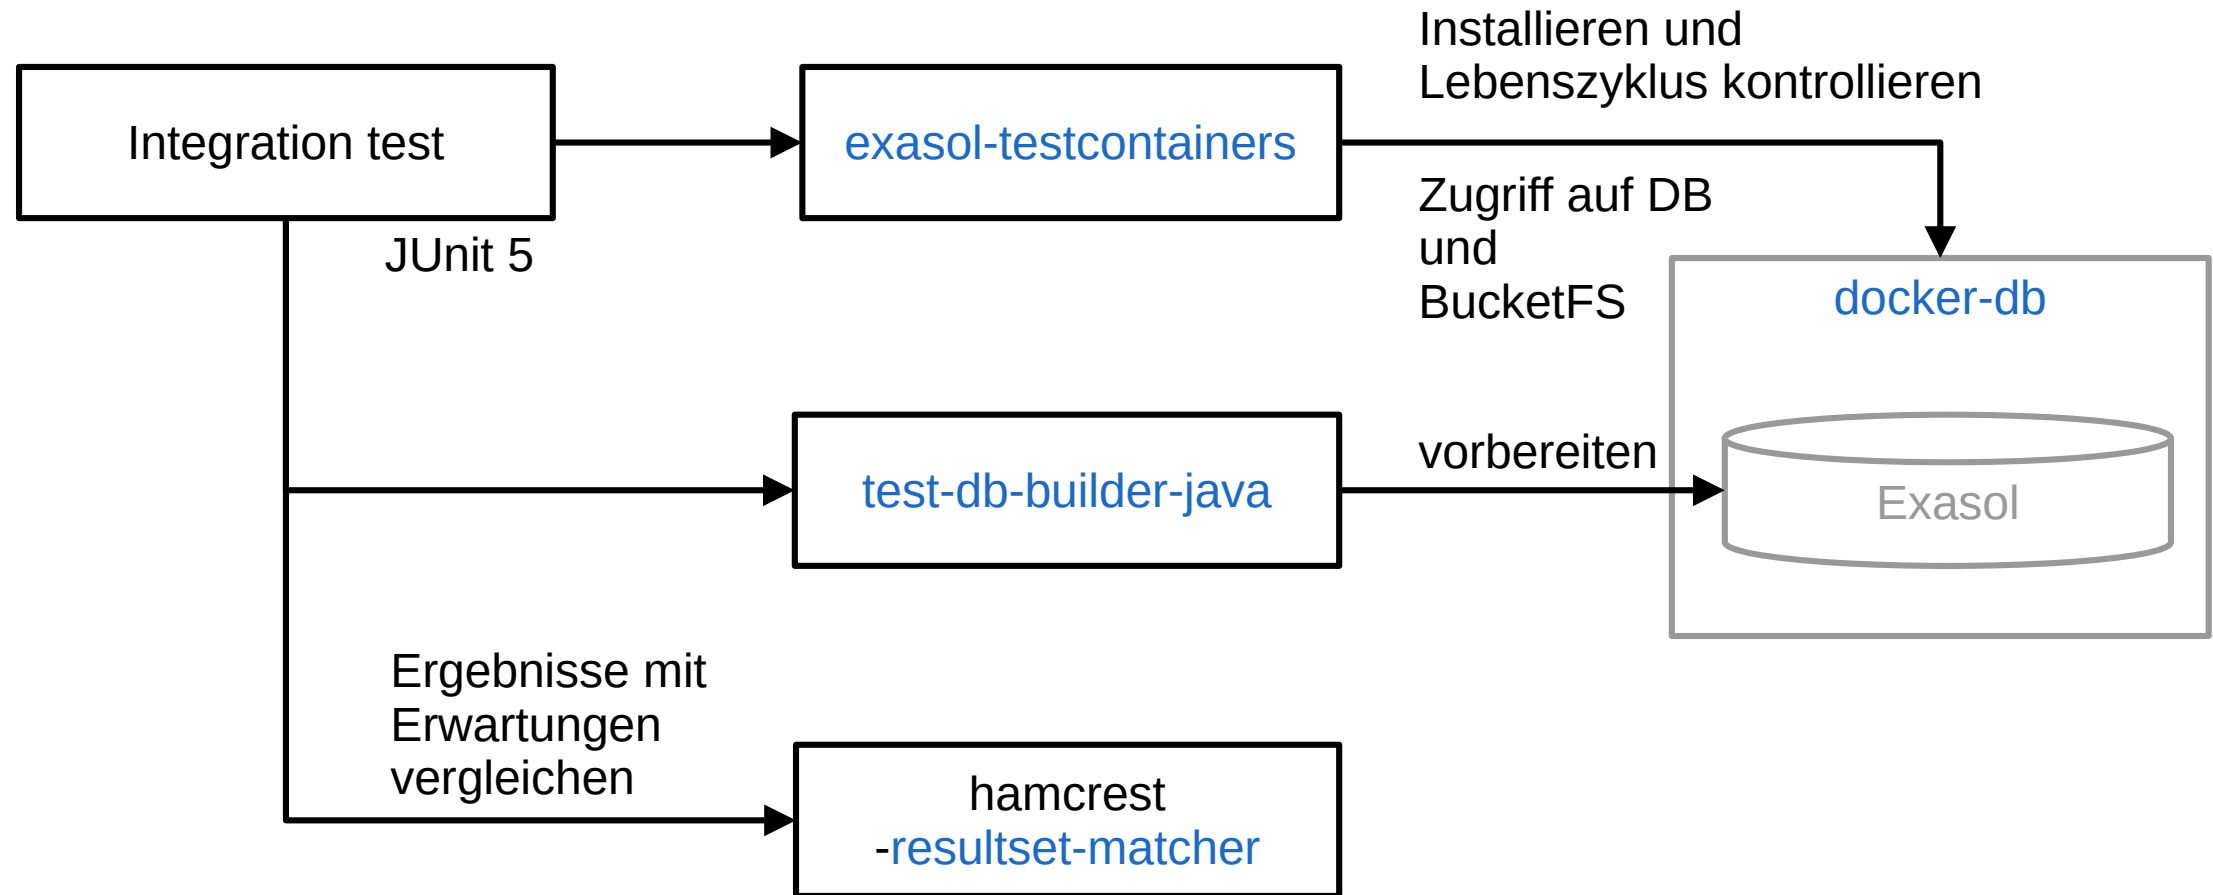 Installieren und
Lebenszyklus kontrollieren
Integration test
exasol-testcontainers
Zugriff auf DB
und
BucketFS
JUnit 5
docker-db
vorbereiten
test-db-builder-java
Exasol
Ergebnisse mit
Erwartungen
vergleichen
hamcrest
-resultset-matcher